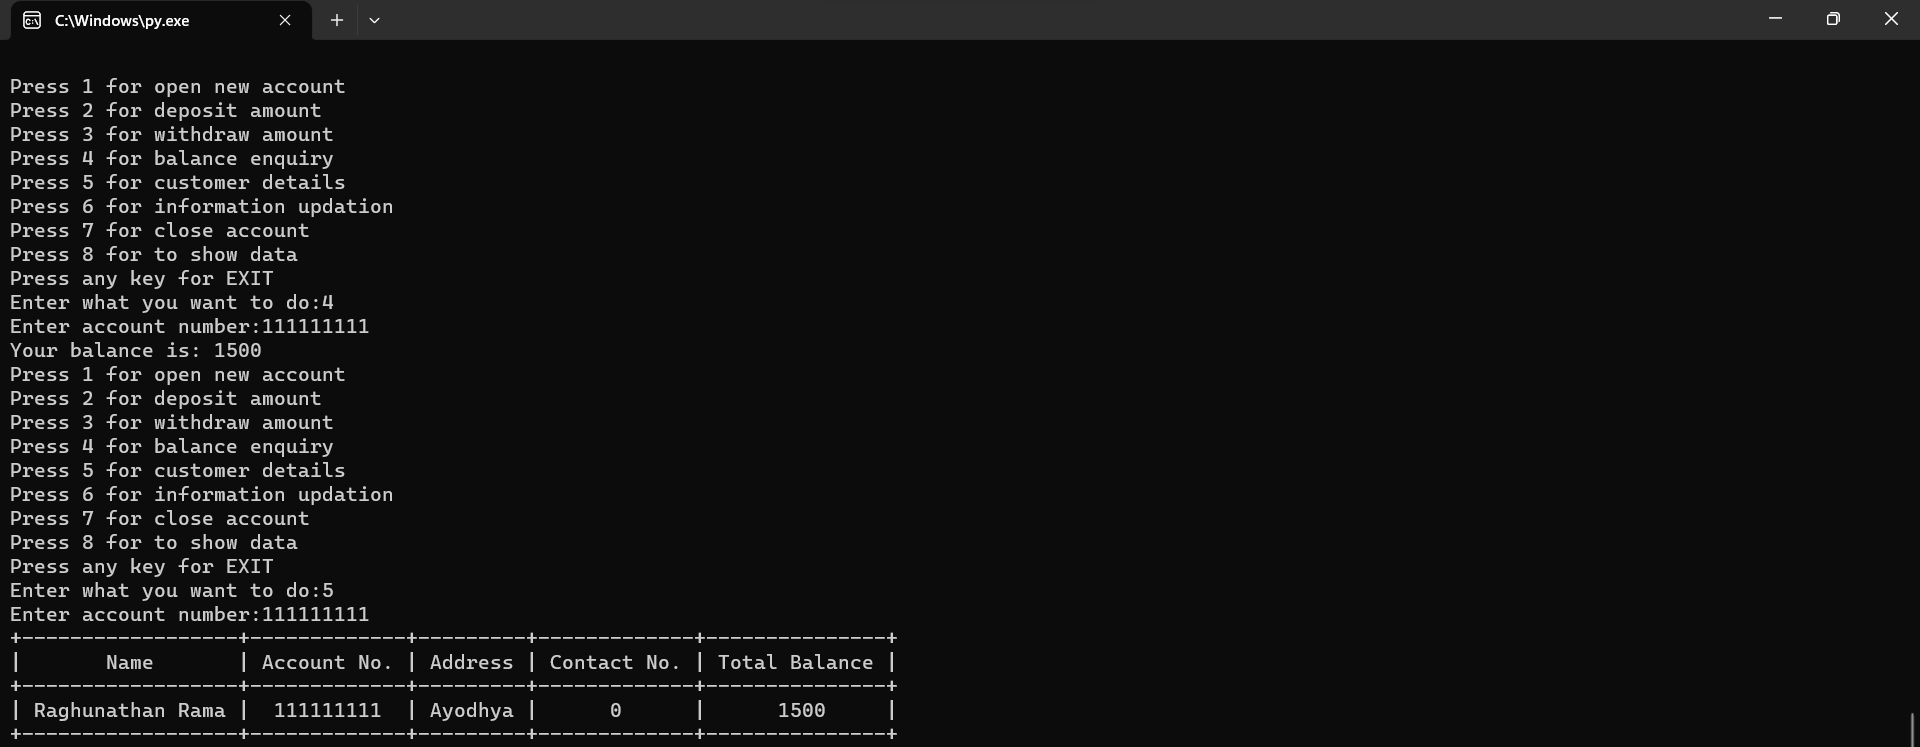 C:\Windows\py.exe
Press 1 for open new account
Press 2 for deposit amount
Press 3 for withdraw amount
Press 4 for balance enquiry
Press 5 for customer details
Press 6 for information updation
Press 7 for close account
Press 8 for to show data
Press any key for EXIT
Enter what you want to do:4
Enter account number:111111111
Your balance is: 1500
Press 1 for open new account
Press 2 for deposit amount
Press 3 for withdraw amount
Press 4 for balance enquiry
Press 5 for customer details
Press 6 for information updation
Press 7 for close account
Press 8 for to show data
Press any key for EXIT
Enter what you want to do:5
Enter account number:111111111
+------------------+-------------+---------+-------------+---------------+
|       Name       | Account No. | Address | Contact No. | Total Balance |
+------------------+-------------+---------+-------------+---------------+
| Raghunathan Rama |  111111111  | Ayodhya |      0      |      1500     |
+------------------+-------------+---------+-------------+---------------+